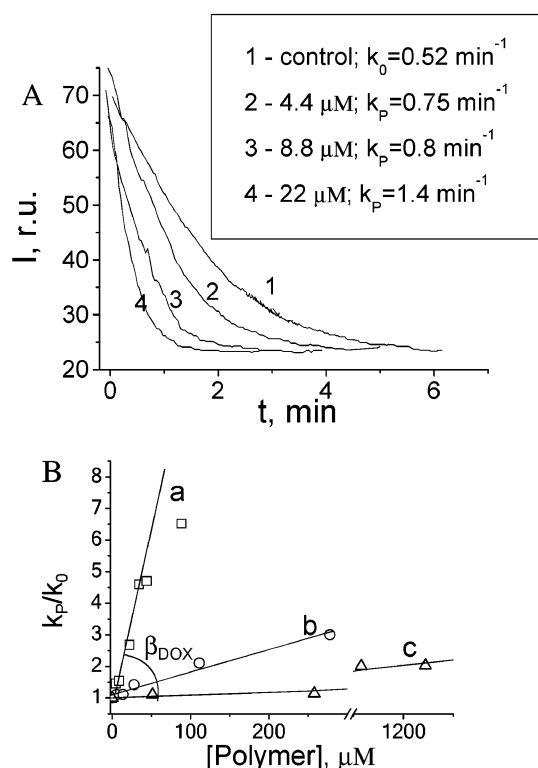 A
1 - control; k₀=0.52 min⁻¹
2 - 4.4 µM; kₚ=0.75 min⁻¹
3 - 8.8 µM; kₚ=0.8 min⁻¹
4 - 22 µM; kₚ=1.4 min⁻¹
I, r.u.
70
60
50
40
30
20
1
2
3
4
0
2
4
6
t, min
B
kₚ/k₀
8
7
6
5
4
3
2
1
a
b
c
β_DOX
0
100
200
1200
[Polymer], µM